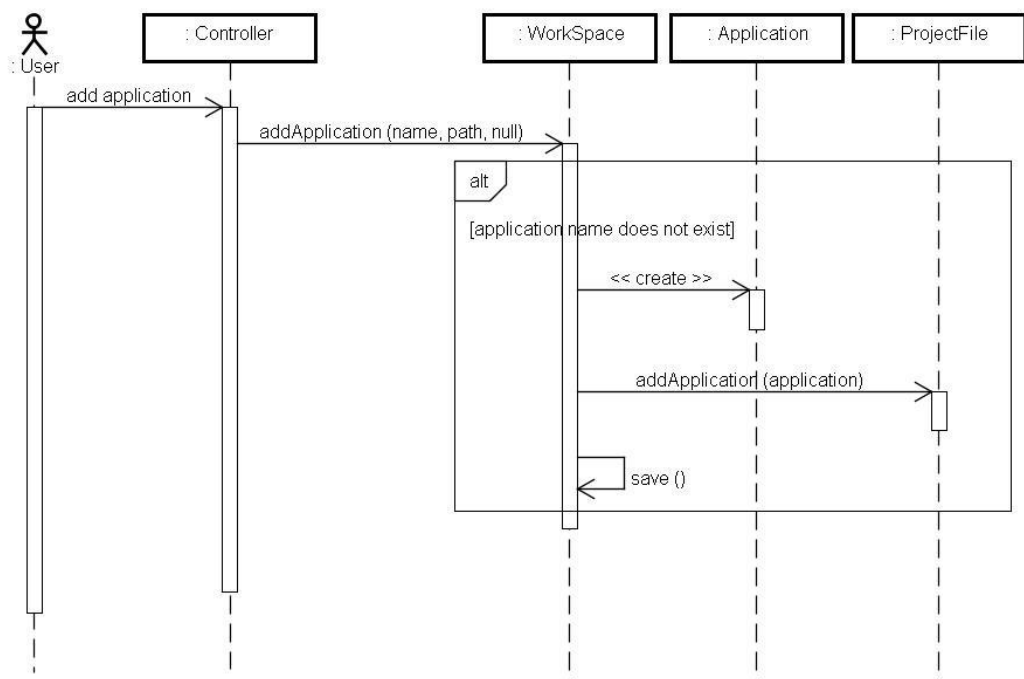 : User
: Controller
: WorkSpace
: Application
: ProjectFile
add application
addApplication (name, path, null)
alt
[application name does not exist]
<< create >>
addApplication (application)
save ()